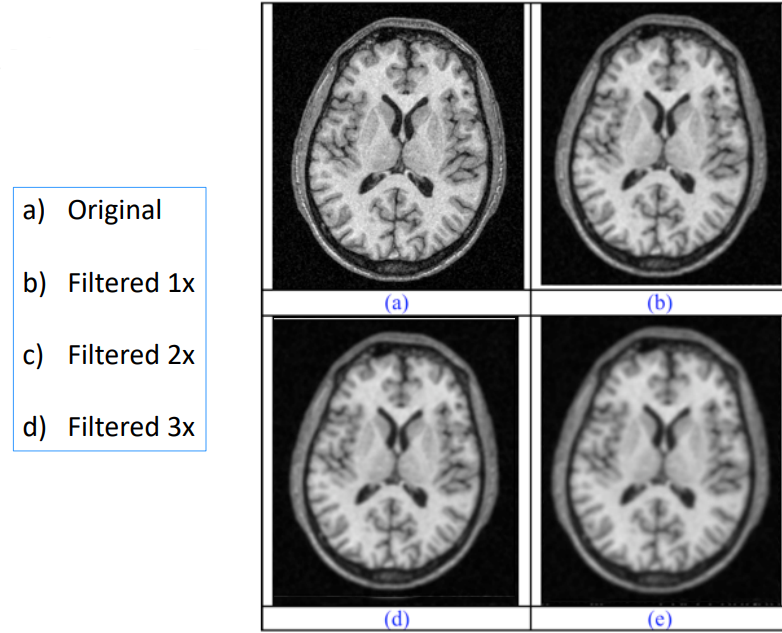 a) Original
b) Filtered 1x
c) Filtered 2x
d) Filtered 3x
(a) (b)
(d) (e)